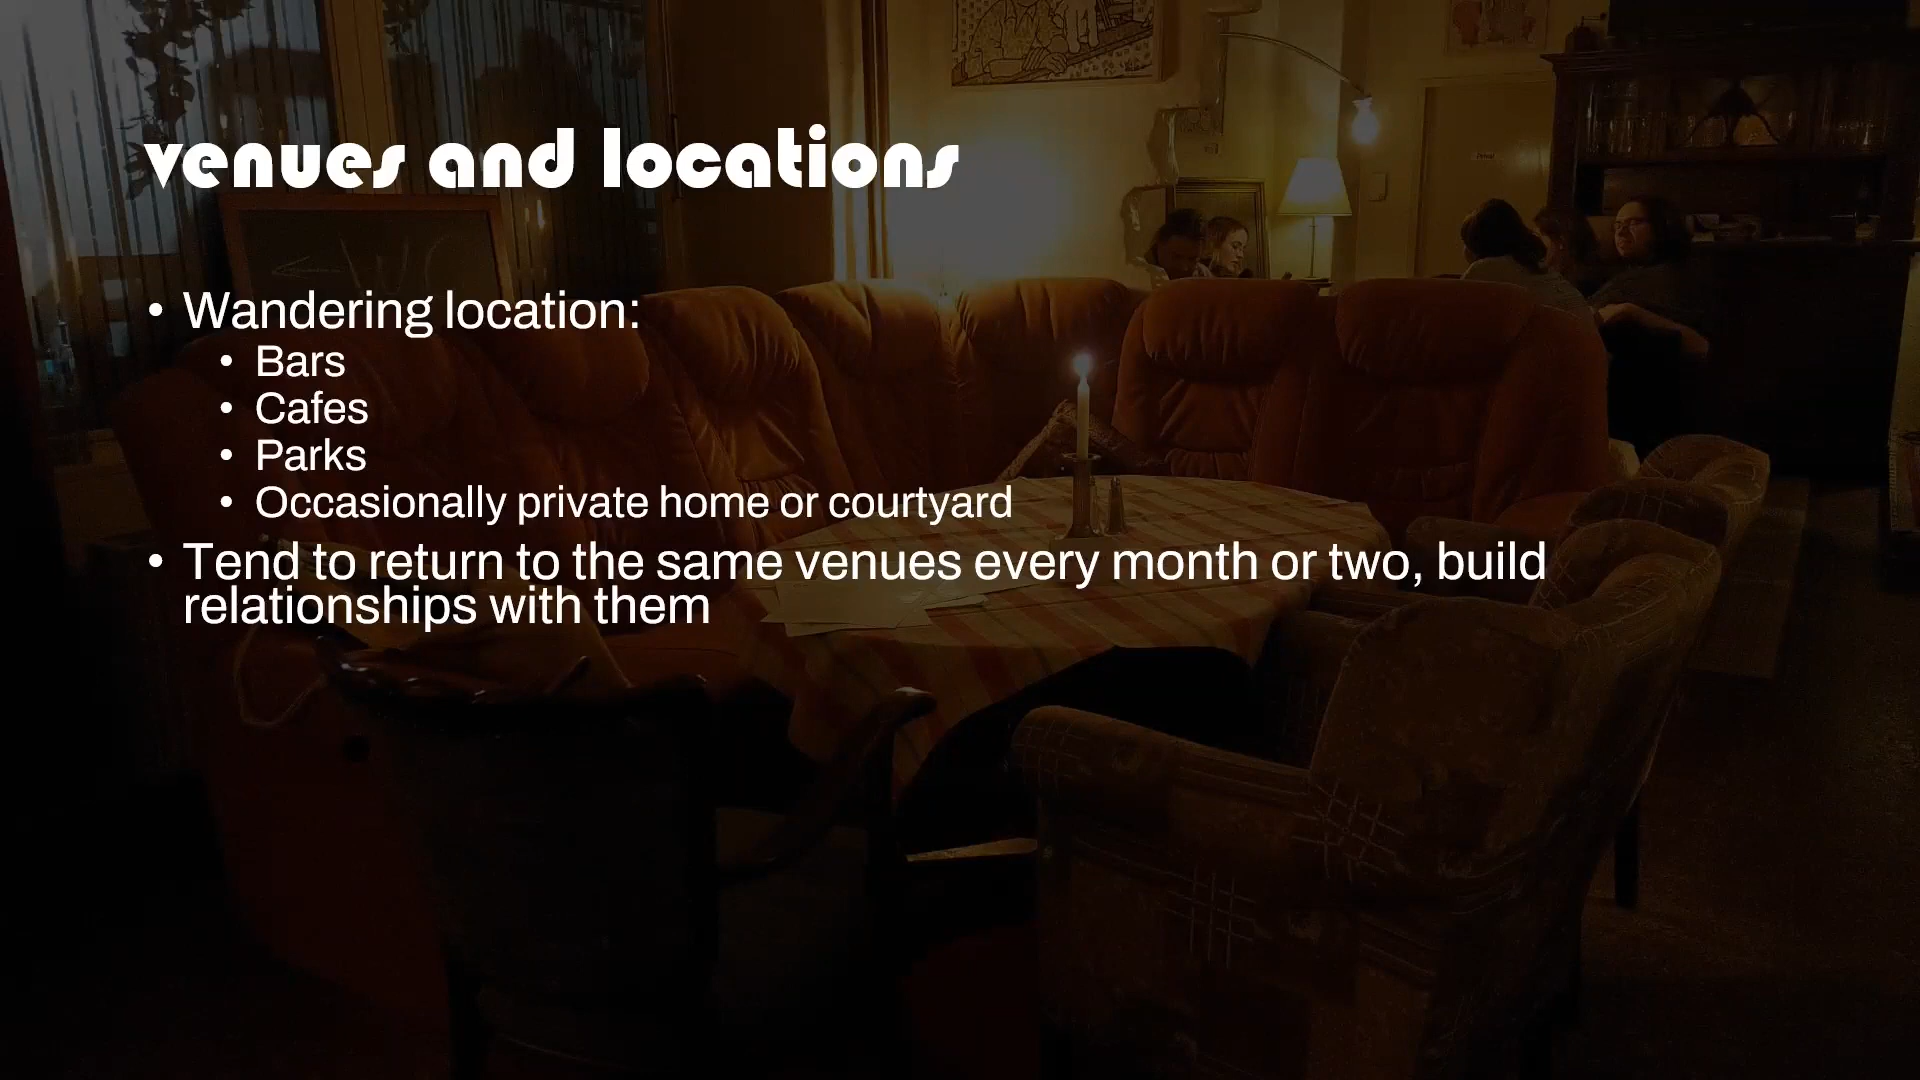 venues and locations
• Wandering location:
• Bars
• Cafes
• Parks
• Occasionally private home or courtyard
• Tend to return to the same venues every month or two, build
relationships with them